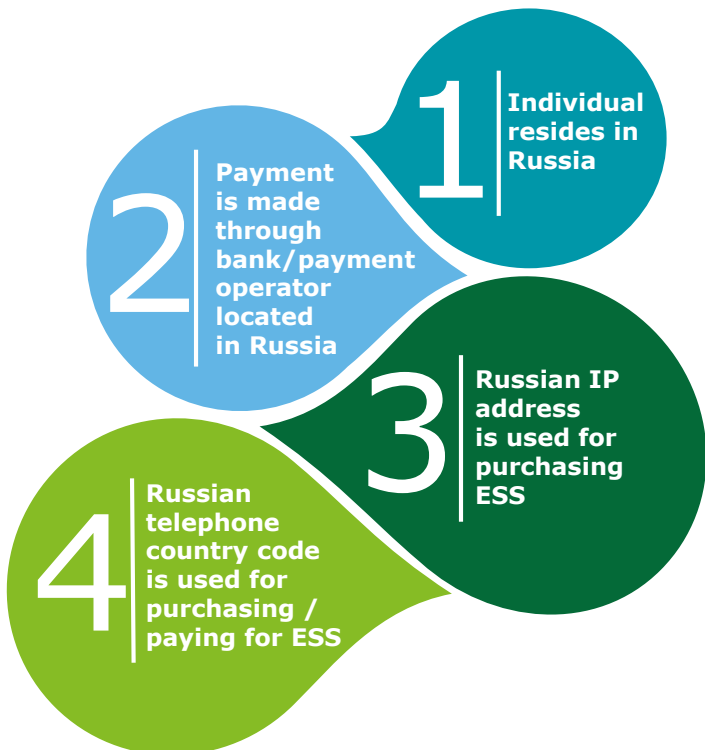 1
Individual
resides in
Russia
2
Payment
is made
through
bank/payment
operator
located
in Russia
3
Russian IP
address
is used for
purchasing
ESS
4
Russian
telephone
country code
is used for
purchasing /
paying for ESS